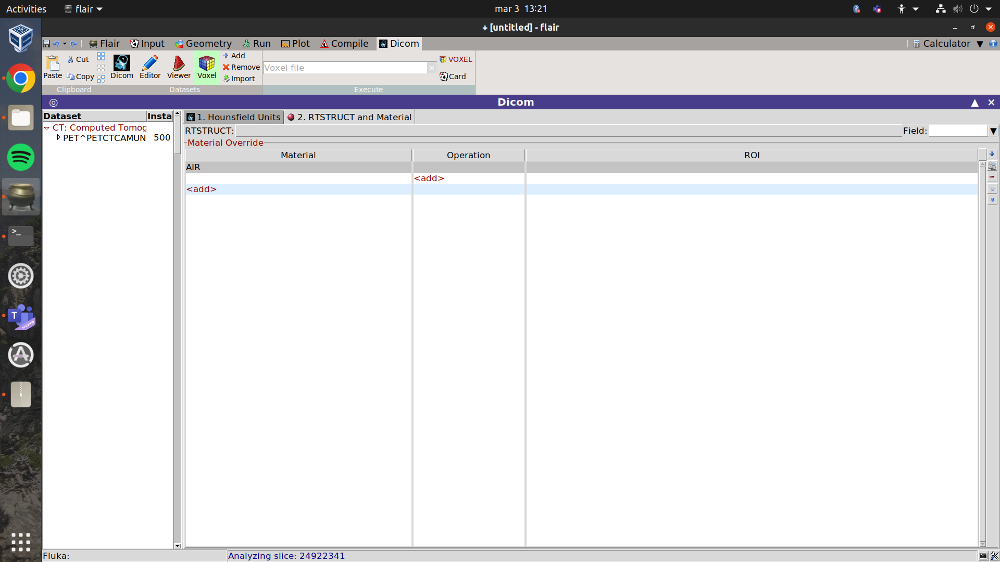 Activities flair mar 3 13:21
+ [untitled] - flair
Flair Input Geometry Run Plot Compile Dicom Calculator
Paste Cut Copy Dicom Editor Viewer Voxel Add Remove Import Voxel file VOXEL Card
Clipboard Datasets Execute
Dicom
Dataset Insta
CT: Computed Tomog
PET^PETCTCAMUN 500
1. Hounsfield Units 2. RTSTRUCT and Material
RTSTRUCT: Field:
Material Override
Material Operation ROI
AIR
<add>
<add>
T
PREVIEW
Fluka: Analyzing slice: 24922341